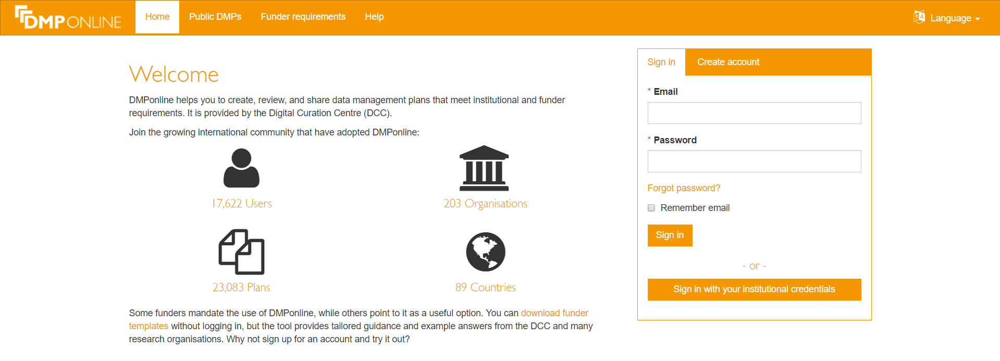 DMPONLINE
Home
Public DMPs
Funder requirements
Help
Language
Welcome
DMPonline helps you to create, review, and share data management plans that meet institutional and funder
requirements. It is provided by the Digital Curation Centre (DCC).
Join the growing international community that have adopted DMPonline:
17,622 Users
203 Organisations
23,083 Plans
89 Countries
Some funders mandate the use of DMPonline, while others point to it as a useful option. You can download funder
templates without logging in, but the tool provides tailored guidance and example answers from the DCC and many
research organisations. Why not sign up for an account and try it out?
Sign in
Create account
* Email
* Password
Forgot password?
Remember email
Sign in
- or -
Sign in with your institutional credentials